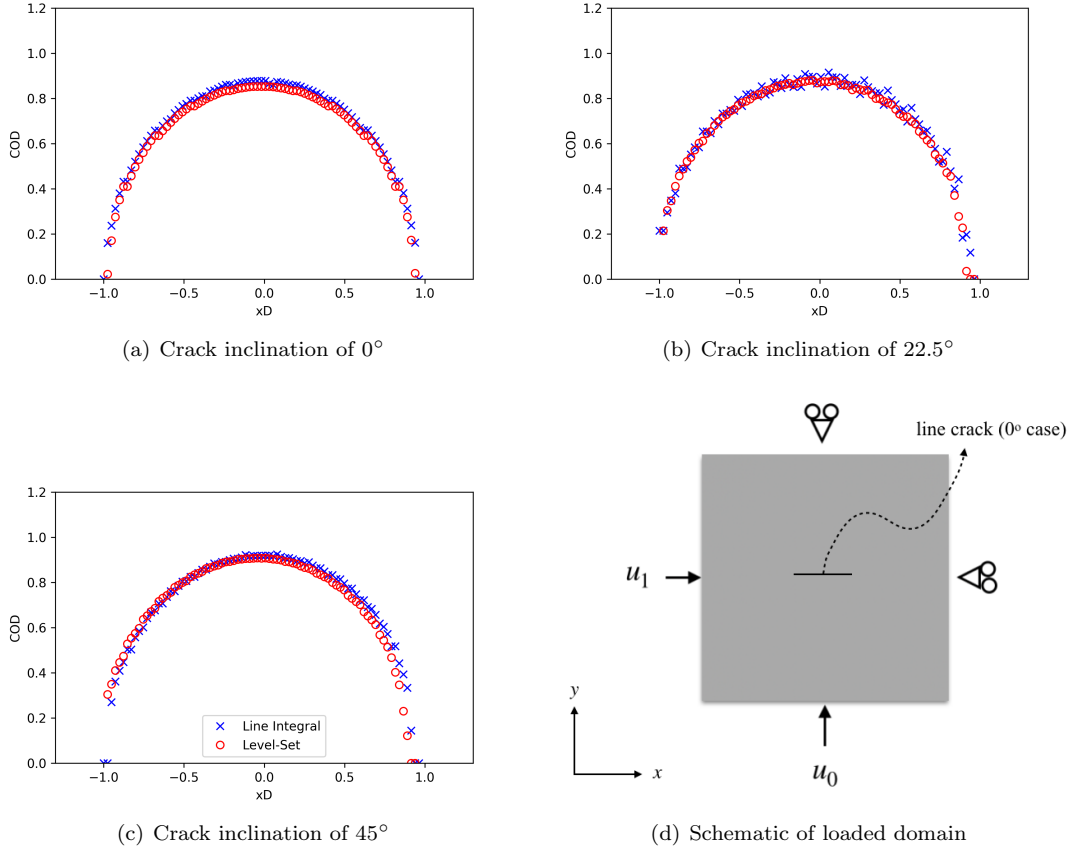 1.2
1.0
0.8
0.6
0.4
0.2
0.0
COD
−1.0 −0.5 0.0 0.5 1.0
xD
(a) Crack inclination of 0°
1.2
1.0
0.8
0.6
0.4
0.2
0.0
COD
−1.0 −0.5 0.0 0.5 1.0
xD
(b) Crack inclination of 22.5°
1.2
1.0
0.8
0.6
0.4
0.2
0.0
COD
Line Integral
Level-Set
−1.0 −0.5 0.0 0.5 1.0
xD
(c) Crack inclination of 45°
line crack (0º case)
u₁
y
x
u₀
(d) Schematic of loaded domain